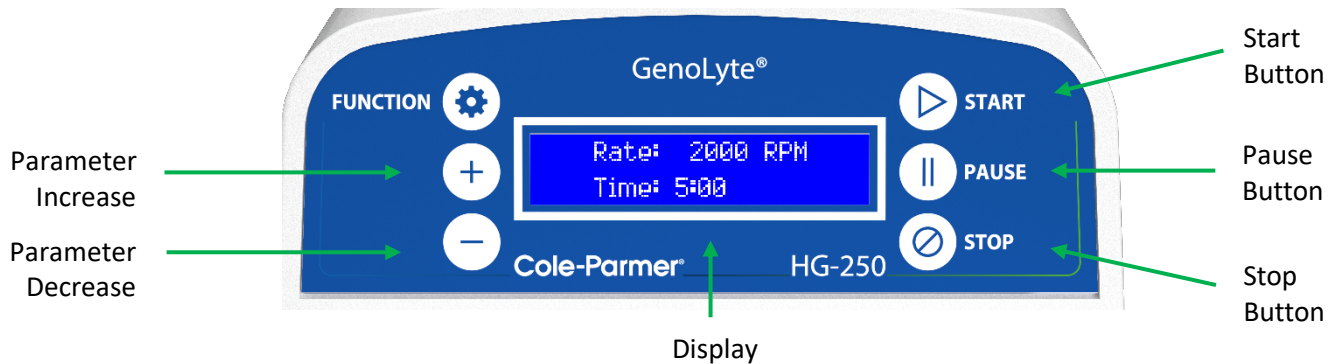 GenoLyte®
FUNCTION
START
Start
Button
Rate: 2000 RPM
Time: 5:00
Parameter
Increase
PAUSE
Pause
Button
Parameter
Decrease
STOP
Cole-Parmer®
HG-250
Stop
Button
Display